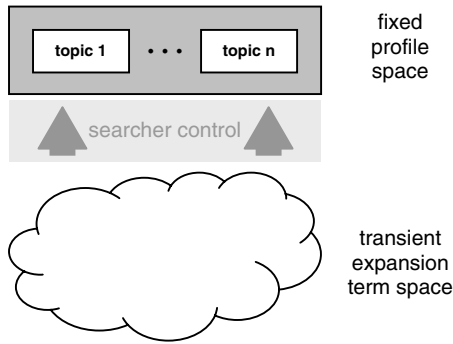 fixed
profile
space
topic 1 • • • topic n
searcher control
transient
expansion
term space